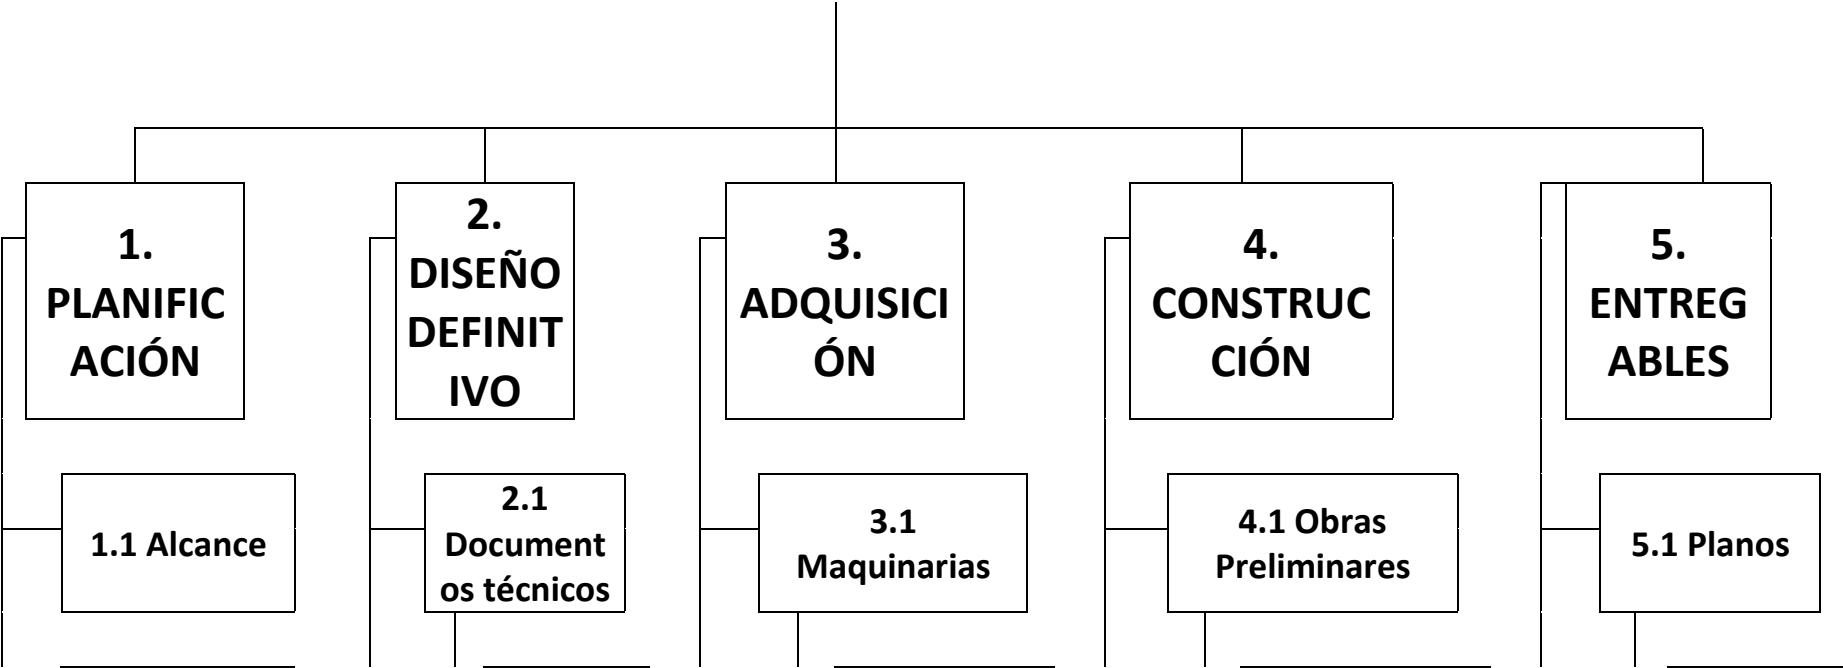 1.
PLANIFIC
ACIÓN
2.
DISEÑO
DEFINIT
IVO
3.
ADQUISICI
ÓN
4.
CONSTRUC
CIÓN
5.
ENTREG
ABLES
1.1 Alcance
2.1
Document
os técnicos
3.1
Maquinarias
4.1 Obras
Preliminares
5.1 Planos